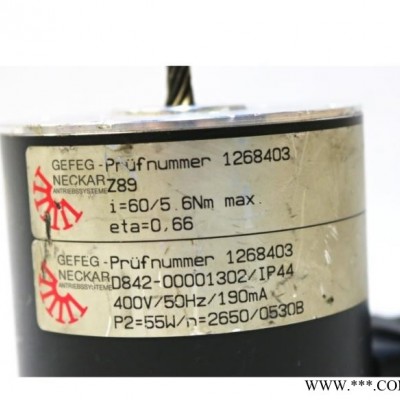 GEFEG-Prüfnummer 1268403
NECKAR Z89
ANTRIEBSSYSTEME
i=60/5.6Nm max.
eta=0,66
GEFEG-Prüfnummer 1268403
NECKAR D842-00001302/IP44
ANTRIEBSSYSTEME
400V/50Hz/190mA
P2=55W/n=2650/0530B
www.***.com